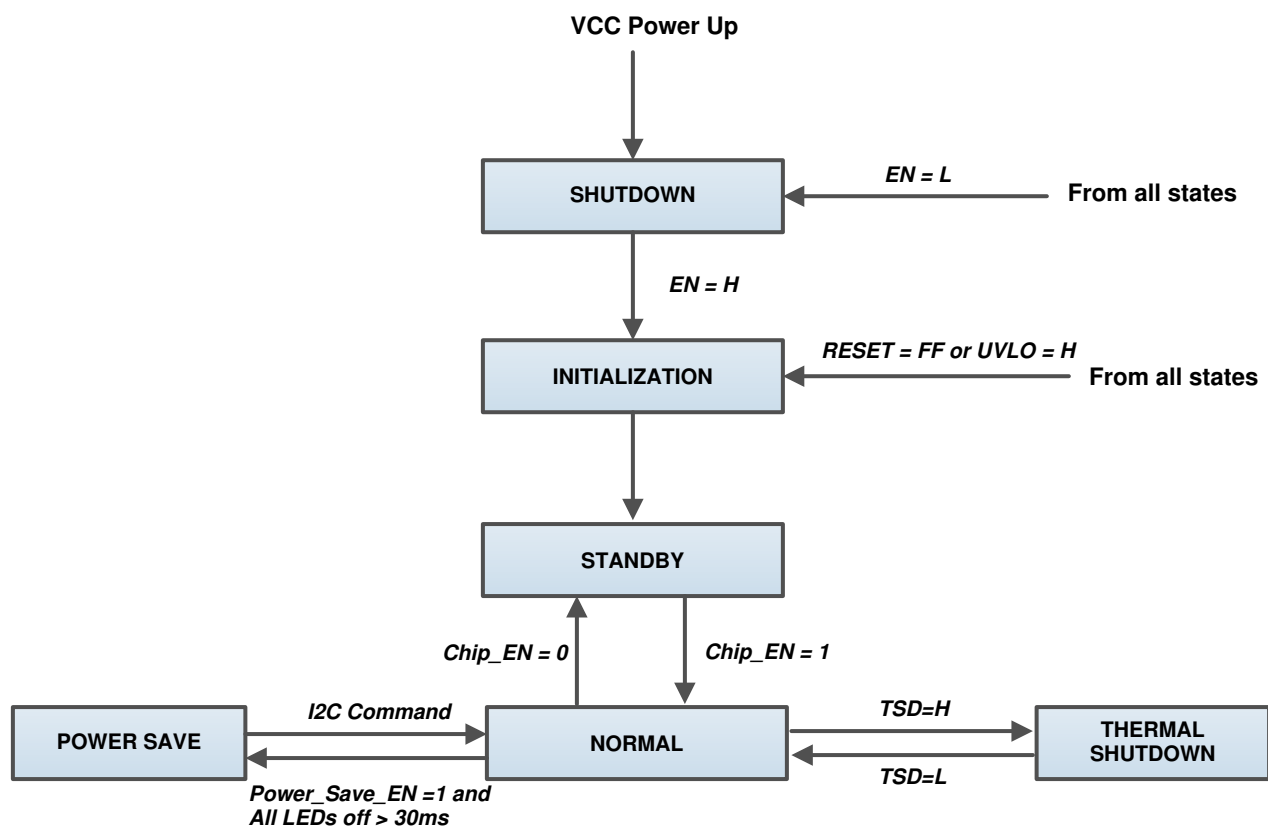 VCC Power Up
SHUTDOWN
EN = L
From all states
EN = H
INITIALIZATION
RESET = FF or UVLO = H
From all states
STANDBY
Chip_EN = 0
Chip_EN = 1
POWER SAVE
I2C Command
NORMAL
TSD=H
THERMAL
SHUTDOWN
TSD=L
Power_Save_EN =1 and
All LEDs off > 30ms